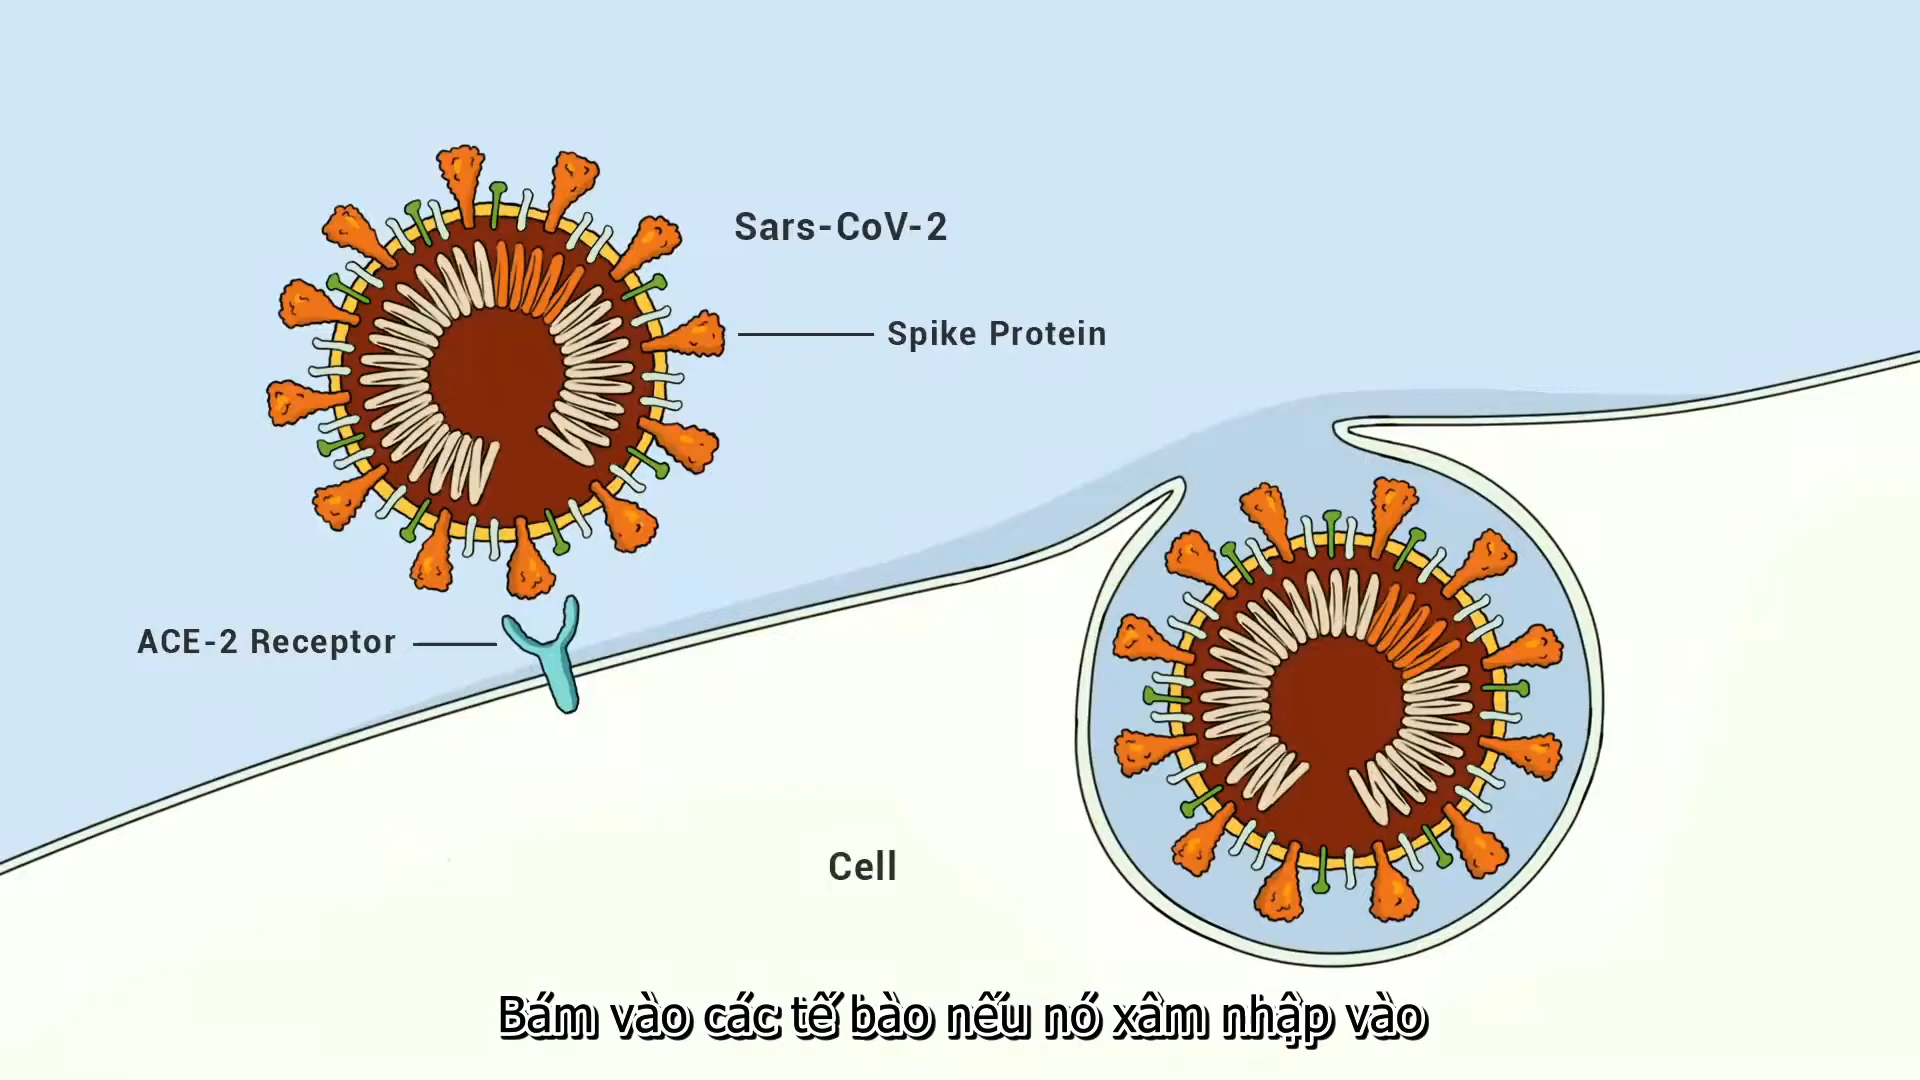 Sars-CoV-2
Spike Protein
ACE-2 Receptor
Cell
Bám vào các tế bào nếu nó xâm nhập vào